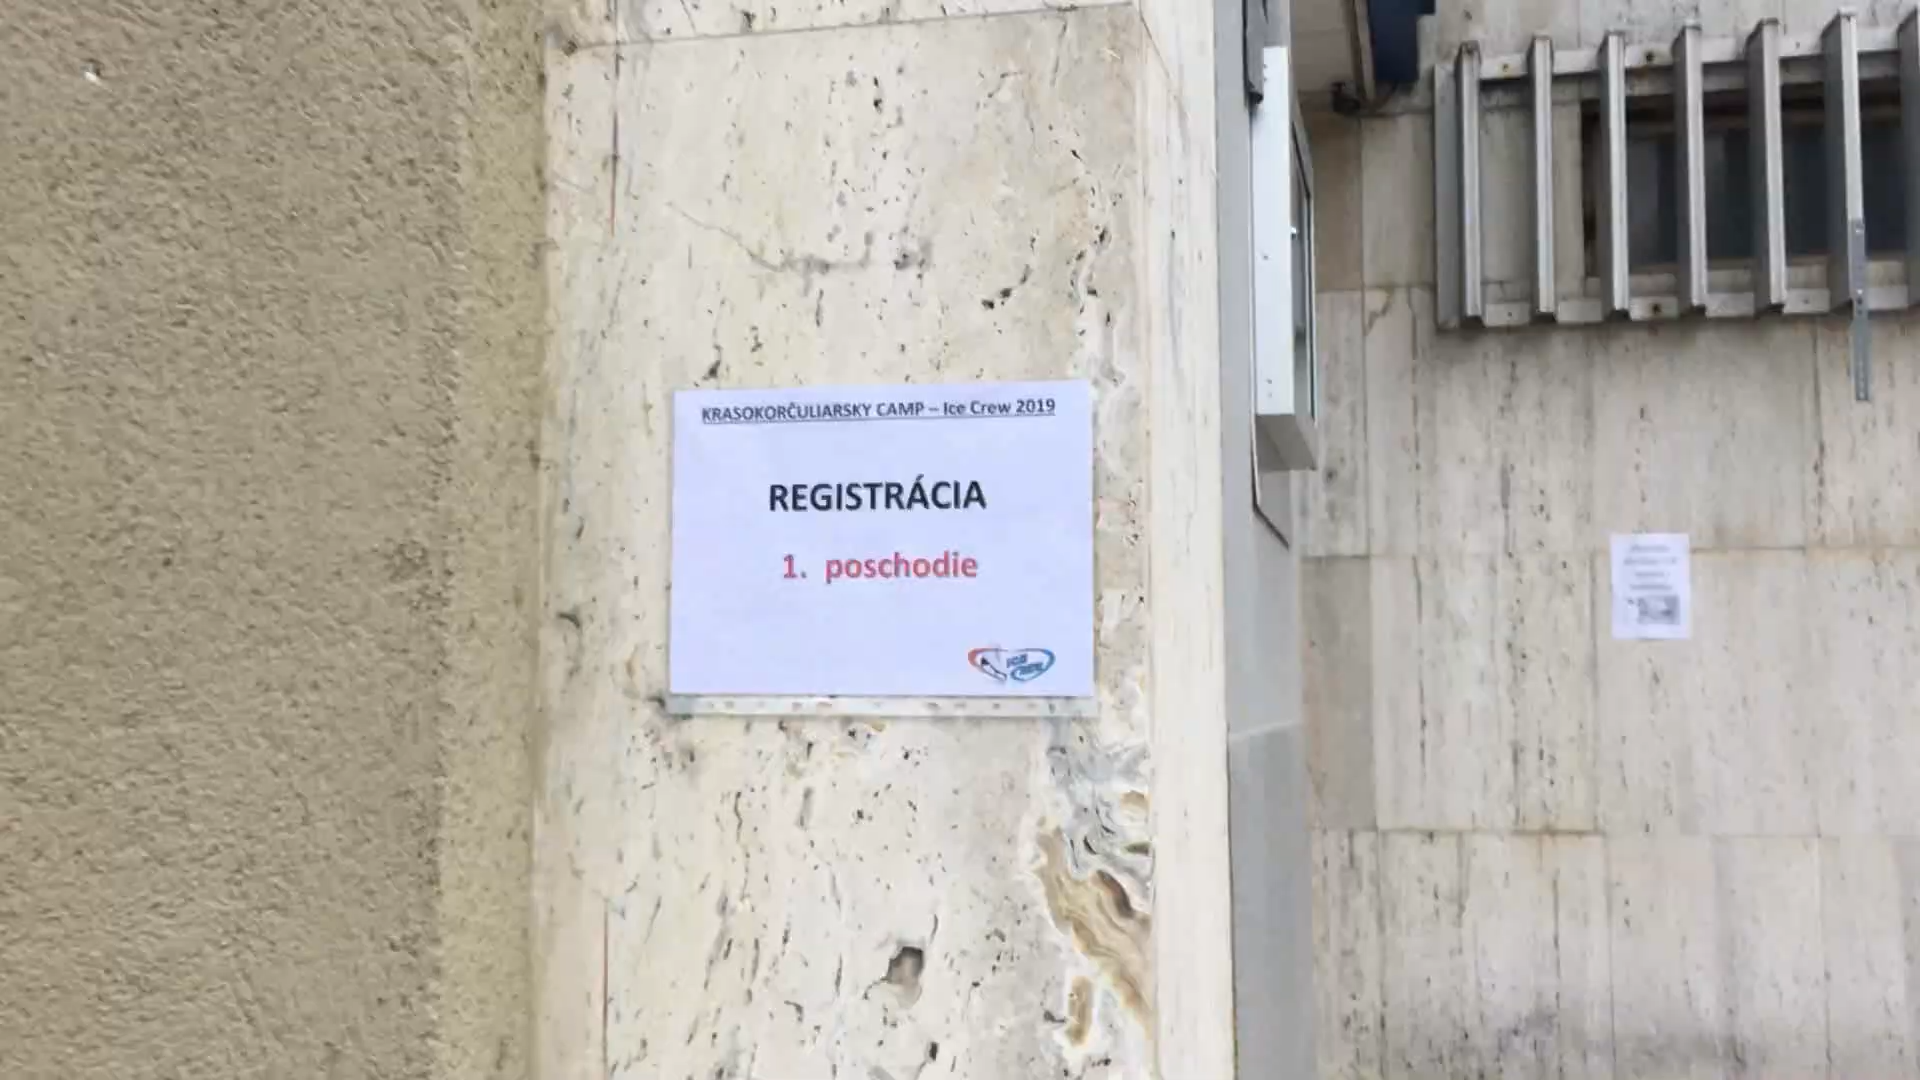 KRASOKORČULIARSKY CAMP – Ice Crew 2019
REGISTRÁCIA
1. poschodie